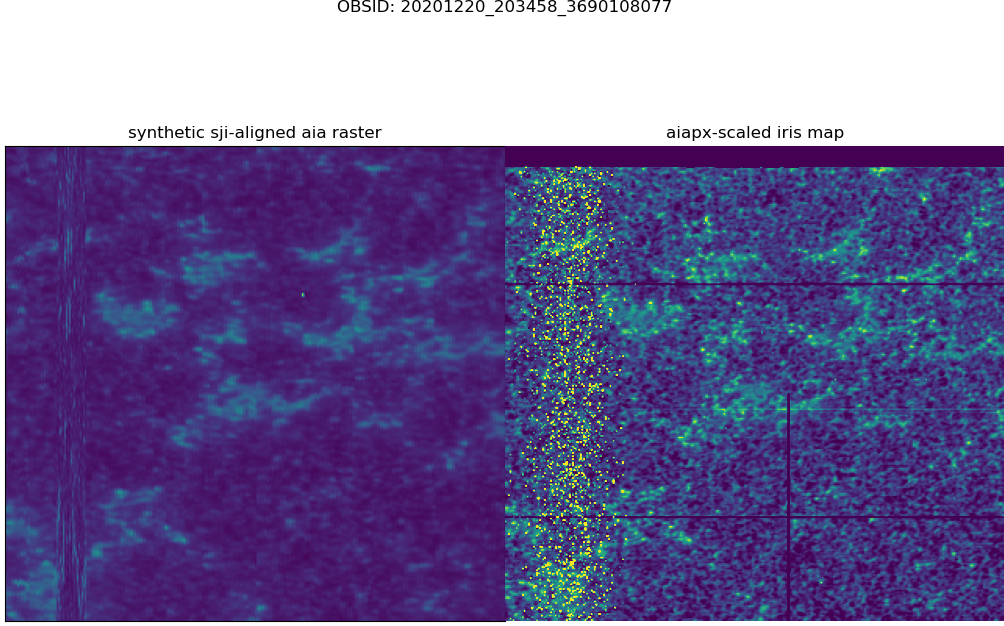 OBSID: 20201220_203458_3690108077
synthetic sji-aligned aia raster
aiapx-scaled iris map